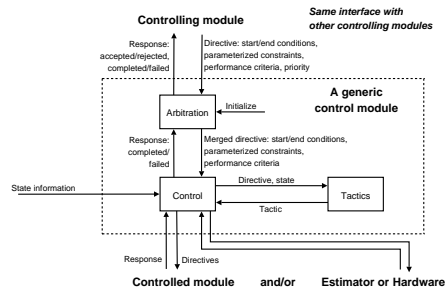 Same interface with
other controlling modules
Controlling module
Response:
accepted/rejected,
completed/failed
Directive: start/end conditions,
parameterized constraints,
performance criteria, priority
A generic
control module
Arbitration
Initialize
Response:
completed/
failed
Merged directive: start/end conditions,
parameterized constraints,
performance criteria
State information
Control
Directive, state
Tactics
Tactic
Response
Directives
Controlled module and/or Estimator or Hardware